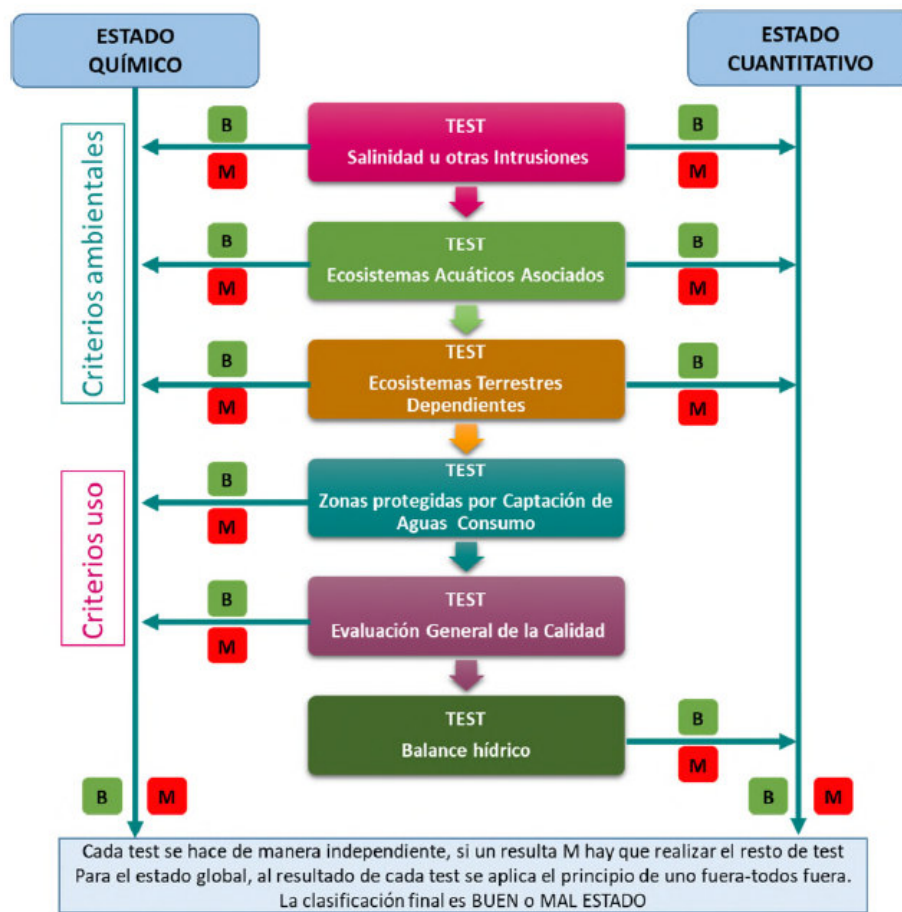 ESTADO
QUÍMICO
ESTADO
CUANTITATIVO
Criterios ambientales
B
M
TEST
Salinidad u otras Intrusiones
B
M
B
M
TEST
Ecosistemas Acuáticos Asociados
B
M
B
M
TEST
Ecosistemas Terrestres
Dependientes
B
M
Criterios uso
B
M
TEST
Zonas protegidas por Captación de
Aguas Consumo
B
M
TEST
Evaluación General de la Calidad
TEST
Balance hídrico
B
M
B M
B M
Cada test se hace de manera independiente, si un resulta M hay que realizar el resto de test
Para el estado global, al resultado de cada test se aplica el principio de uno fuera-todos fuera.
La clasificación final es BUEN o MAL ESTADO